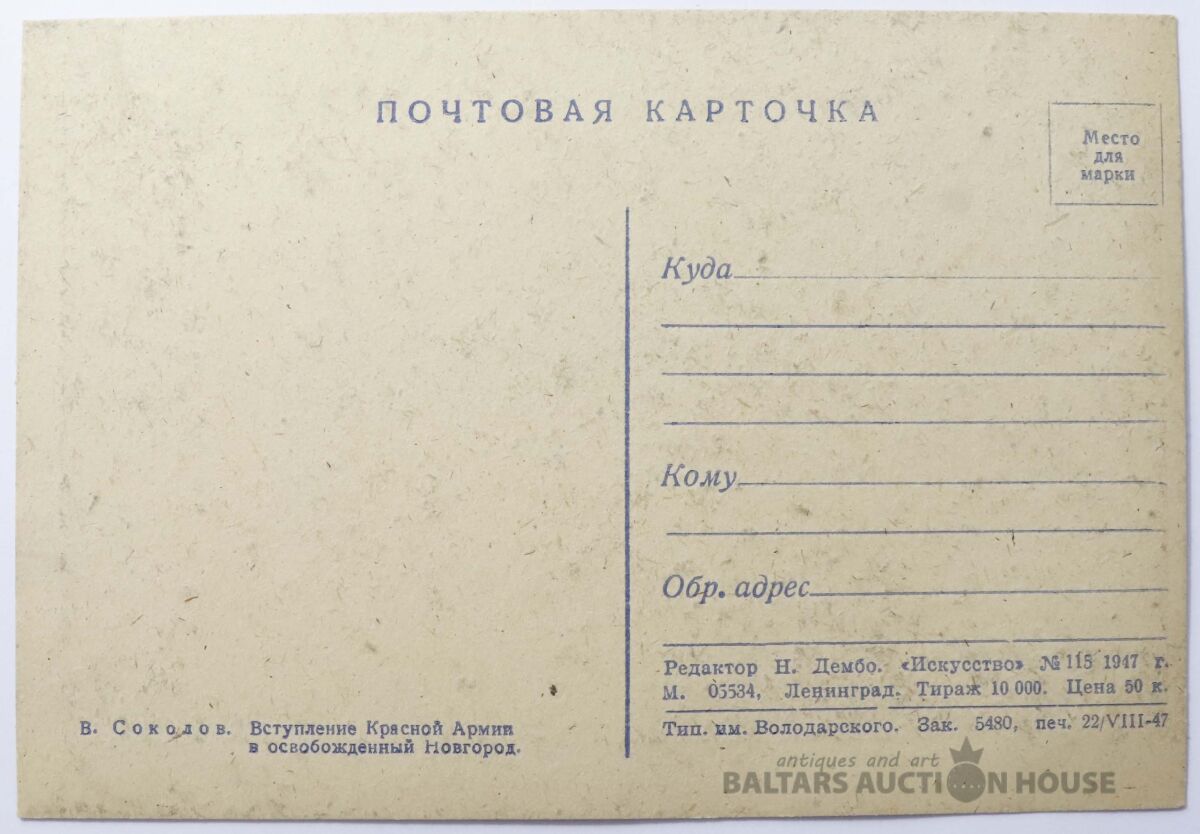 ПОЧТОВАЯ КАРТОЧКА
Место
для
марки
Куда
Кому
Обр. адрес
Редактор Н. Дембо. «Искусство» № 115 1947 г.
М. 05534, Ленинград. Тираж 10 000. Цена 50 к.
Тип. им. Володарского. Зак. 5480, печ. 22/VIII-47
В. Соколов. Вступление Красной Армии
в освобожденный Новгород.
antiques and art
BALTARS AUCTION HOUSE